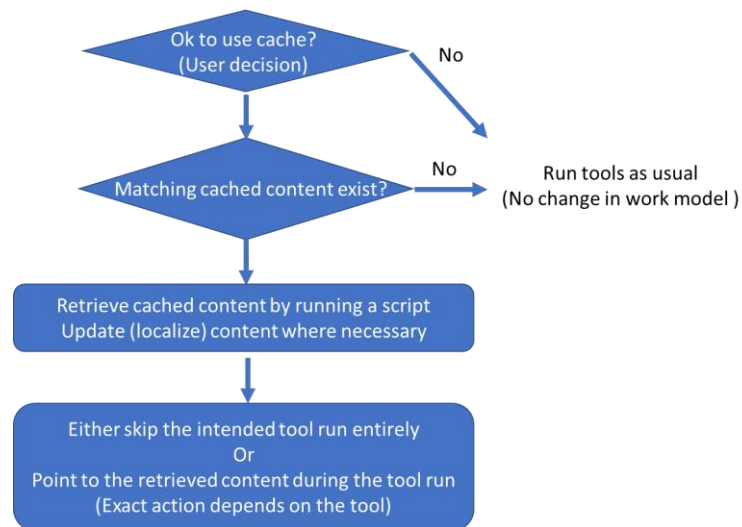 Ok to use cache?
(User decision)
No
Matching cached content exist?
No
Run tools as usual
(No change in work model )
Retrieve cached content by running a script
Update (localize) content where necessary
Either skip the intended tool run entirely
Or
Point to the retrieved content during the tool run
(Exact action depends on the tool)